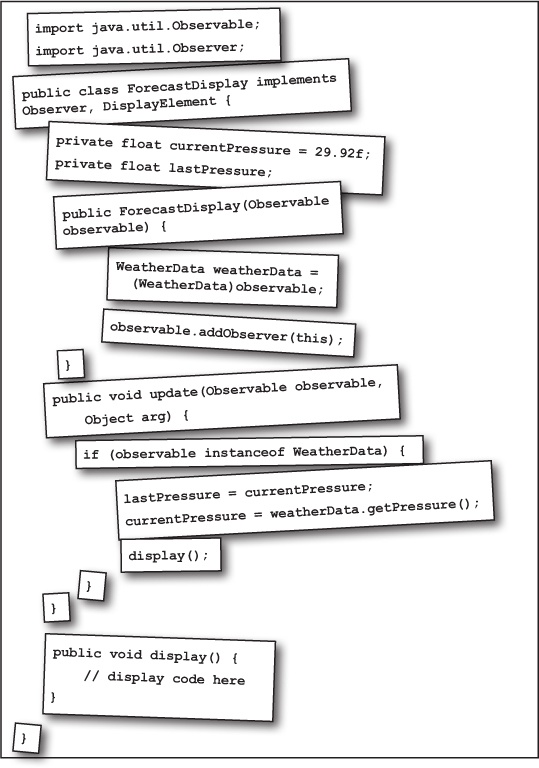 import java.util.Observable;
import java.util.Observer;
public class ForecastDisplay implements
Observer, DisplayElement {
private float currentPressure = 29.92f;
private float lastPressure;
public ForecastDisplay(Observable
observable) {
WeatherData weatherData =
(WeatherData)observable;
observable.addObserver(this);
}
public void update(Observable observable,
Object arg) {
if (observable instanceof WeatherData) {
lastPressure = currentPressure;
currentPressure = weatherData.getPressure();
display();
}
}
public void display() {
// display code here
}
}